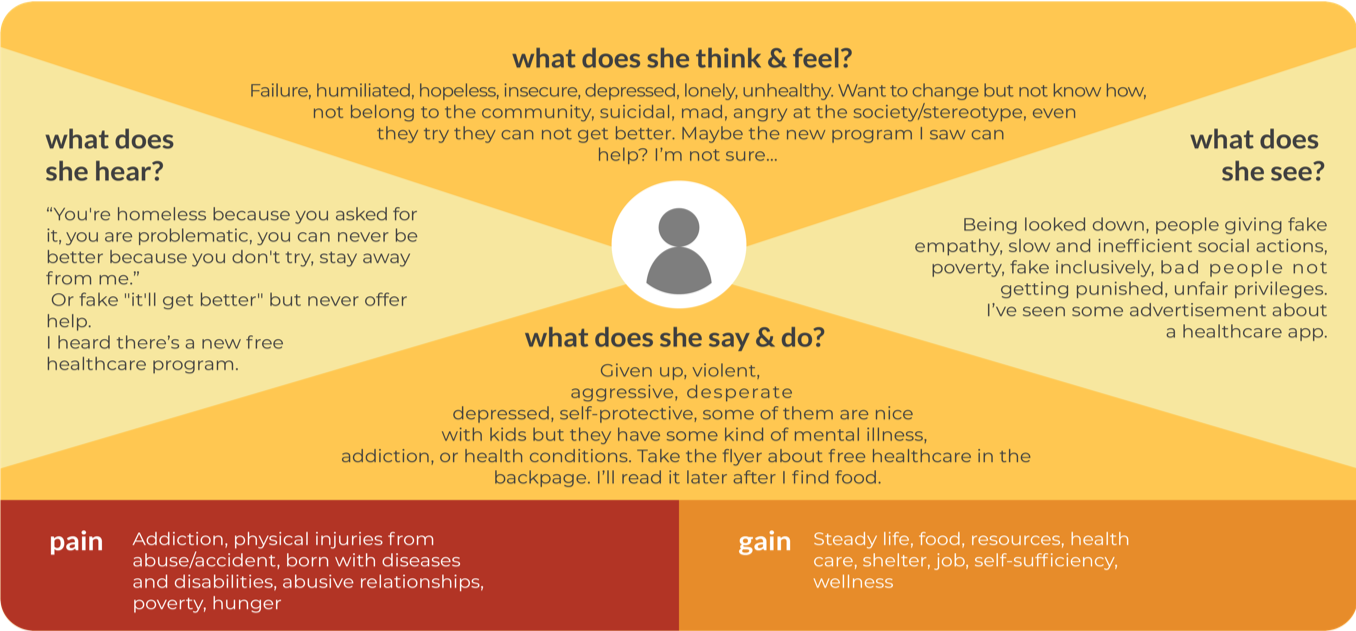 what does she think & feel?
Failure, humiliated, hopeless, insecure, depressed, lonely, unhealthy. Want to change but not know how,
not belong to the community, suicidal, mad, angry at the society/stereotype, even
they try they can not get better. Maybe the new program I saw can
help? I’m not sure...
what does
she hear?
“You're homeless because you asked for
it, you are problematic, you can never be
better because you don't try, stay away
from me.”
Or fake "it'll get better" but never offer
help.
I heard there’s a new free
healthcare program.
what does
she see?
Being looked down, people giving fake
empathy, slow and inefficient social actions,
poverty, fake inclusively, bad people not
getting punished, unfair privileges.
I’ve seen some advertisement about
a healthcare app.
what does she say & do?
Given up, violent,
aggressive, desperate
depressed, self-protective, some of them are nice
with kids but they have some kind of mental illness,
addiction, or health conditions. Take the flyer about free healthcare in the
backpage. I’ll read it later after I find food.
pain
Addiction, physical injuries from
abuse/accident, born with diseases
and disabilities, abusive relationships,
poverty, hunger
gain
Steady life, food, resources, health
care, shelter, job, self-sufficiency,
wellness